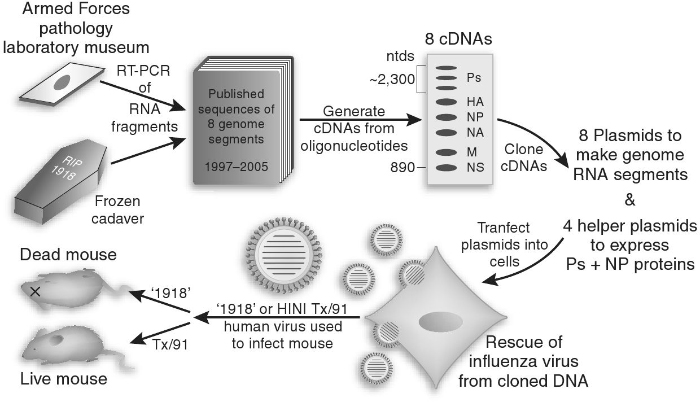 Armed Forces
pathology
laboratory museum
RT-PCR
of
RNA
fragments
RIP
1918
Frozen
cadaver
Published
sequences of
8 genome
segments
1997–2005
Generate
cDNAs from
oligonucleotides
8 cDNAs
ntds
~2,300
Ps
HA
NP
NA
M
890
NS
Clone
cDNAs
8 Plasmids to
make genome
RNA segments
&
4 helper plasmids
to express
Ps + NP proteins
Tranfect
plasmids into
cells
Rescue of
influenza virus
from cloned DNA
'1918' or HINI Tx/91
human virus used
to infect mouse
'1918'
Tx/91
Dead mouse
Live mouse